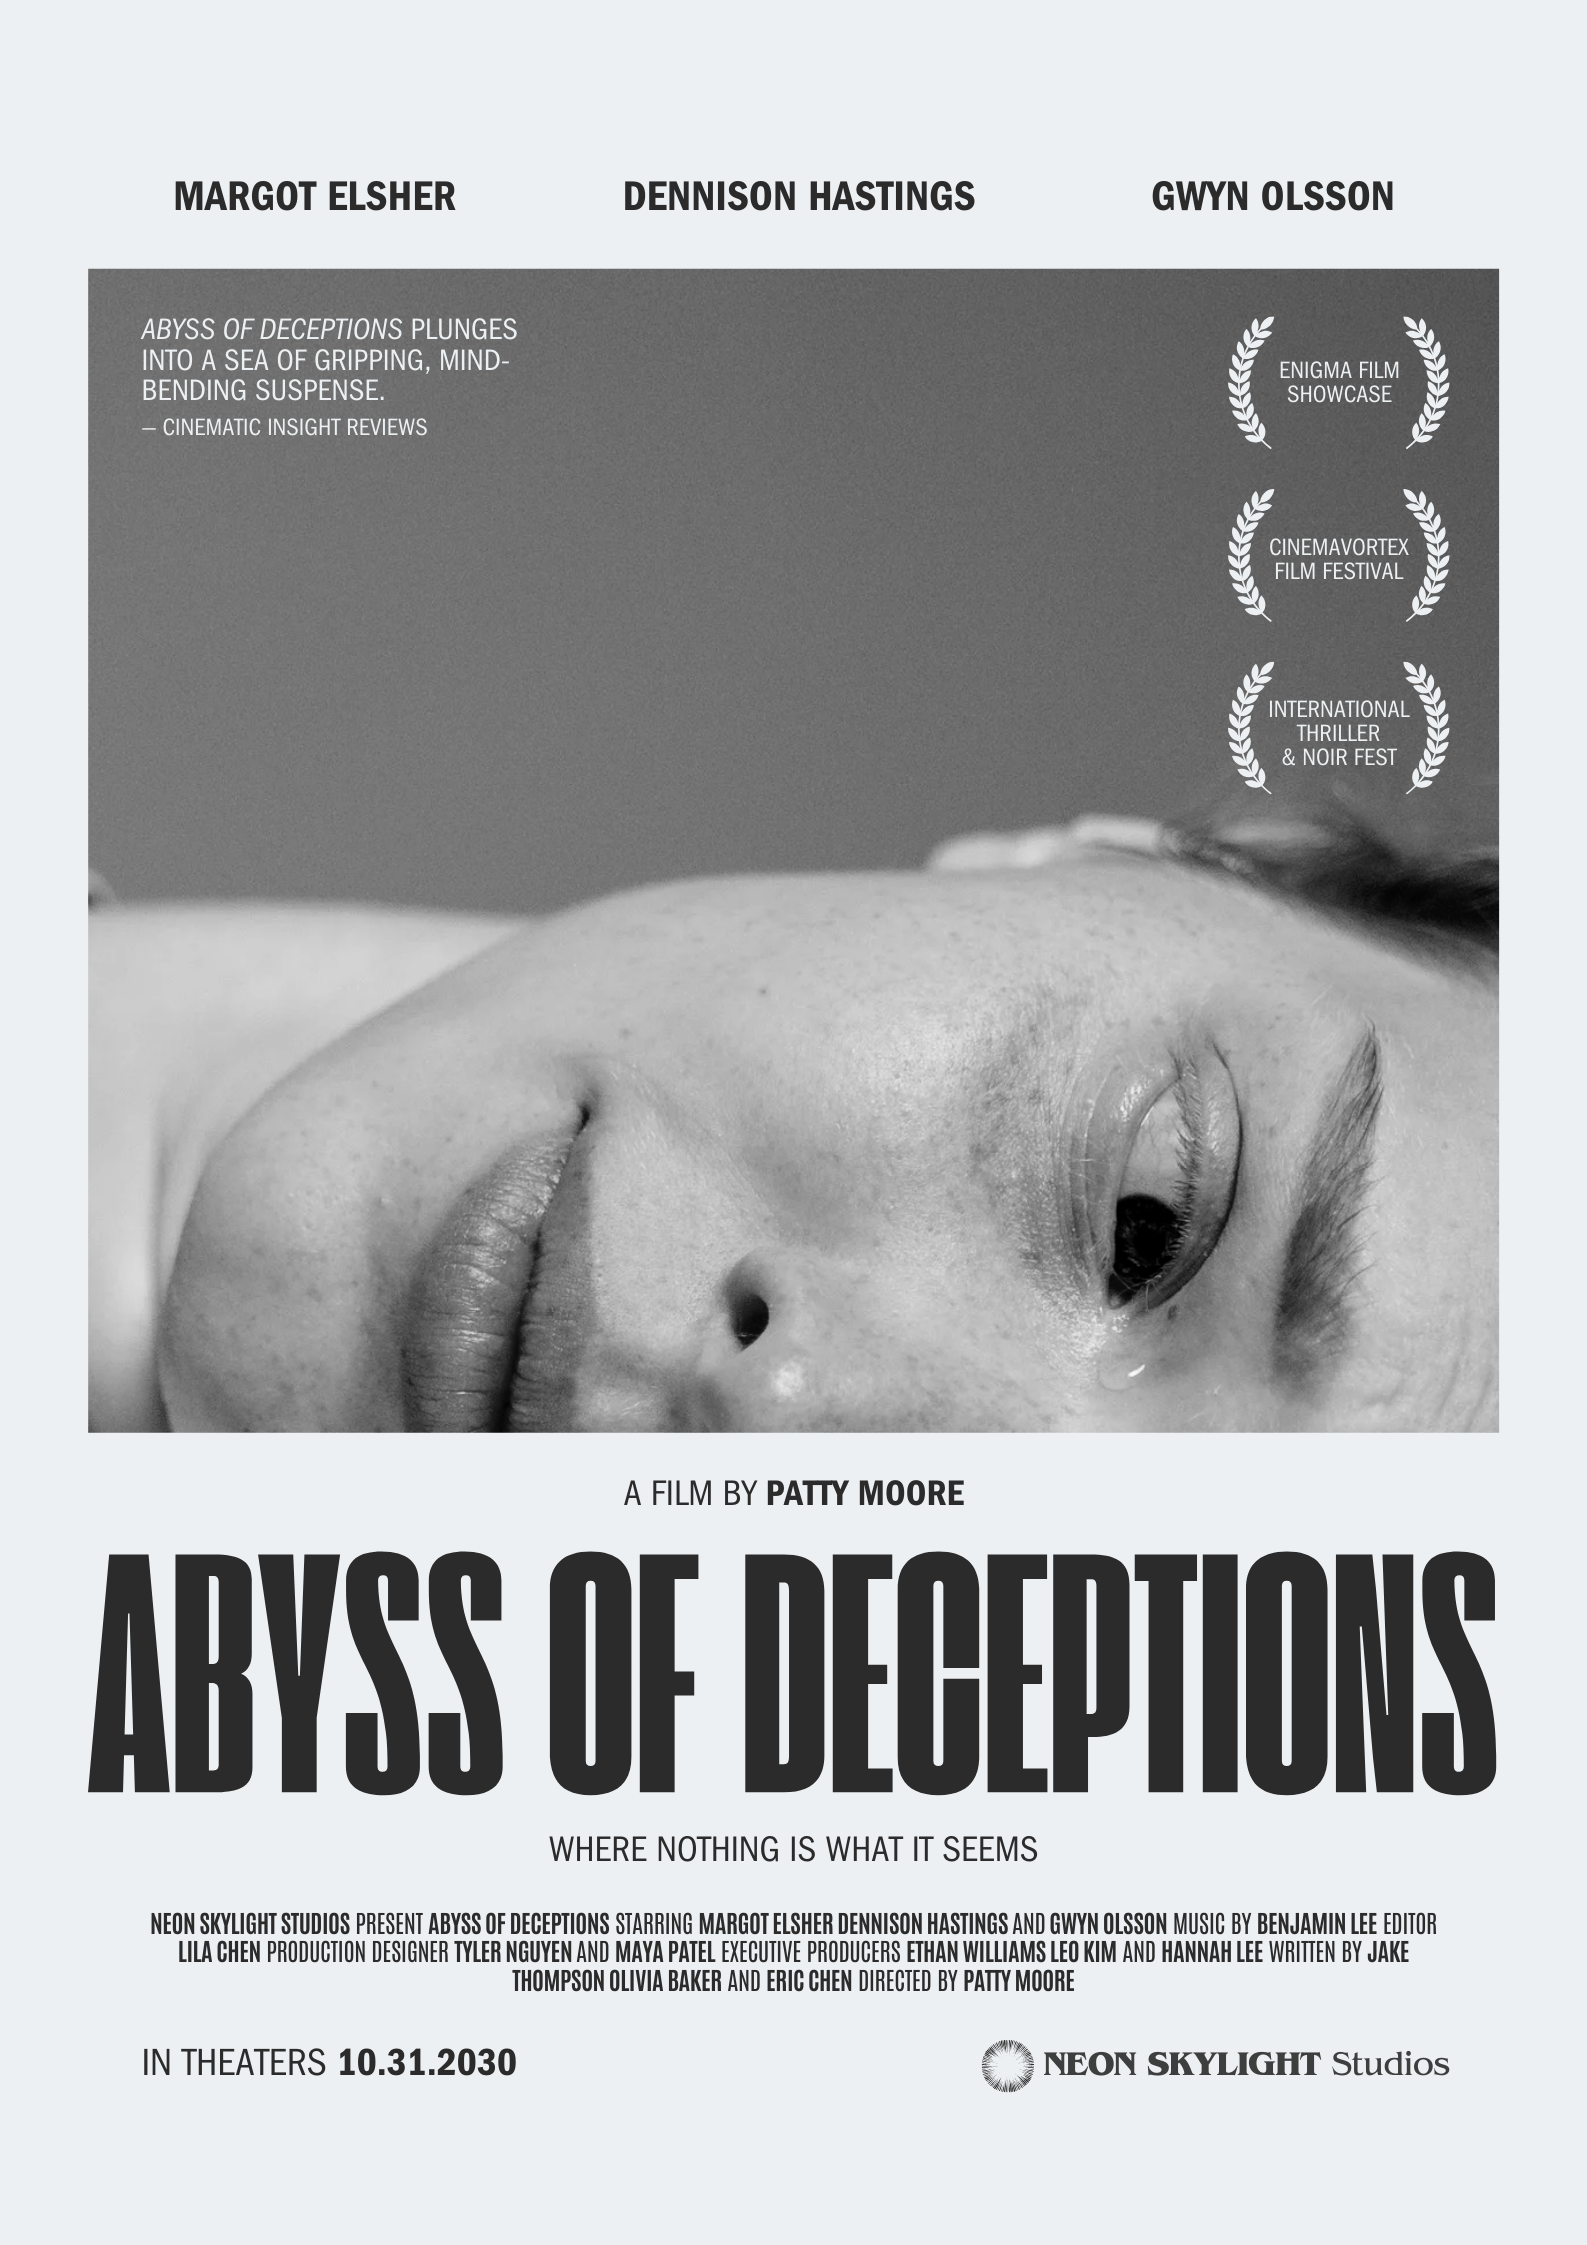 MARGOT ELSHER
DENNISON HASTINGS
GWYN OLSSON
ABYSS OF DECEPTIONS PLUNGES
INTO A SEA OF GRIPPING, MIND-
BENDING SUSPENSE.
– CINEMATIC INSIGHT REVIEWS
ENIGMA FILM
SHOWCASE
CINEMAVORTEX
FILM FESTIVAL
INTERNATIONAL
THRILLER
& NOIR FEST
A FILM BY PATTY MOORE
ABYSS OF DECEPTIONS
WHERE NOTHING IS WHAT IT SEEMS
NEON SKYLIGHT STUDIOS PRESENT ABYSS OF DECEPTIONS STARRING MARGOT ELSHER DENNISON HASTINGS AND GWYN OLSSON MUSIC BY BENJAMIN LEE EDITOR
LILA CHEN PRODUCTION DESIGNER TYLER NGUYEN AND MAYA PATEL EXECUTIVE PRODUCERS ETHAN WILLIAMS LEO KIM AND HANNAH LEE WRITTEN BY JAKE
THOMPSON OLIVIA BAKER AND ERIC CHEN DIRECTED BY PATTY MOORE
IN THEATERS 10.31.2030
NEON SKYLIGHT Studios